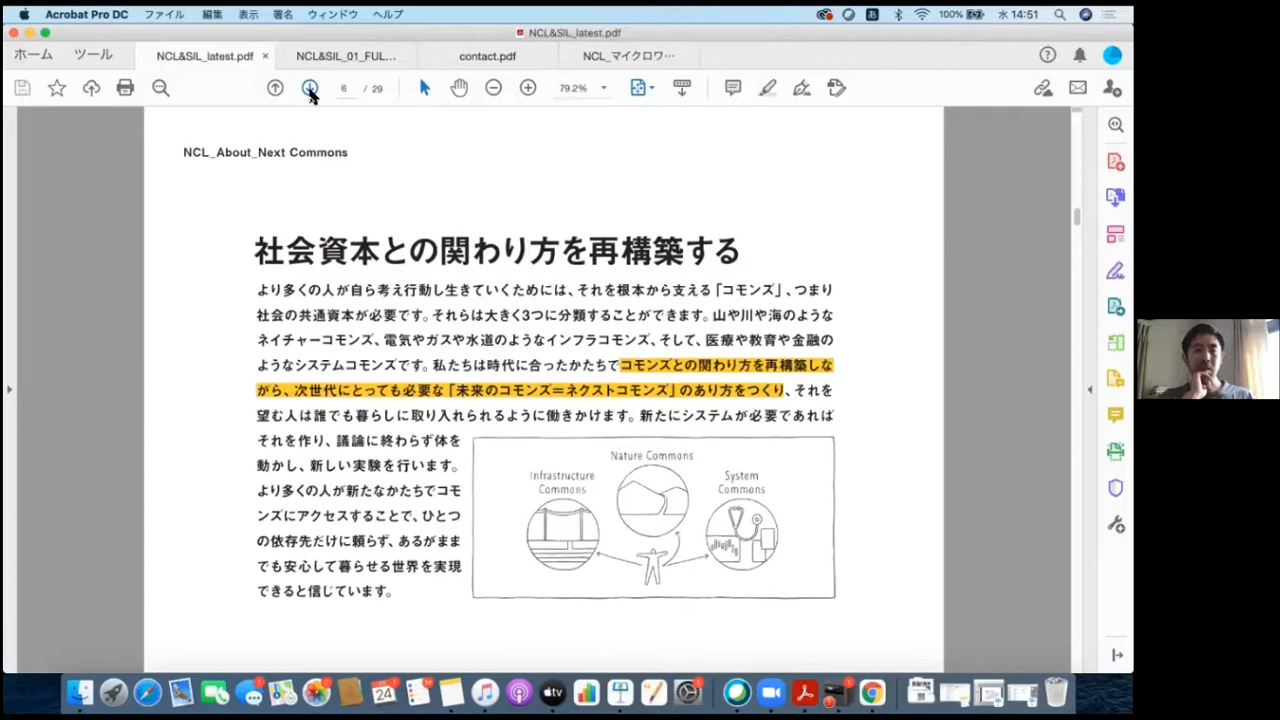 Acrobat Pro DC ファイル 編集 表示 署名 ウィンドウ ヘルプ 100% 水 14:51
NCL&SIL_latest.pdf
ホーム ツール NCL&SIL_latest.pdf × NCL&SIL_01_FUL... contact.pdf NCL_マイクロワ…
6 / 29 79.2%
NCL_About_Next Commons
社会資本との関わり方を再構築する
より多くの人が自ら考え行動し生きていくためには、それを根本から支える「コモンズ」、つまり
社会の共通資本が必要です。それらは大きく3つに分類することができます。山や川や海のような
ネイチャーコモンズ、電気やガスや水道のようなインフラコモンズ、そして、医療や教育や金融の
ようなシステムコモンズです。私たちは時代に合ったかたちでコモンズとの関わり方を再構築しな
がら、次世代にとっても必要な「未来のコモンズ＝ネクストコモンズ」のあり方をつくり、それを
望む人は誰でも暮らしに取り入れられるように働きかけます。新たにシステムが必要であれば
それを作り、議論に終わらず体を
動かし、新しい実験を行います。
より多くの人が新たなかたちでコモ
ンズにアクセスすることで、ひとつ
の依存先だけに頼らず、あるがまま
でも安心して暮らせる世界を実現
できると信じています。
Nature Commons
Infrastructure
Commons
System
Commons
24
tv